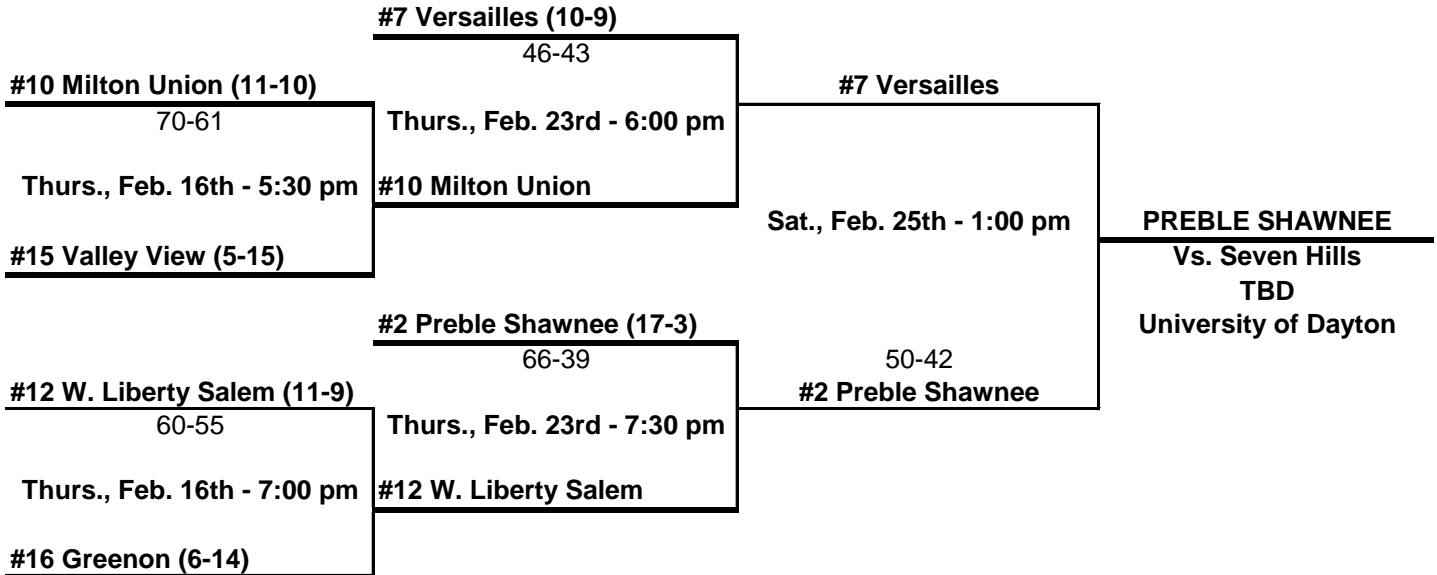 #7 Versailles (10-9)
46-43
#10 Milton Union (11-10)
#7 Versailles
70-61
Thurs., Feb. 23rd - 6:00 pm
Thurs., Feb. 16th - 5:30 pm
#10 Milton Union
Sat., Feb. 25th - 1:00 pm
PREBLE SHAWNEE
#15 Valley View (5-15)
Vs. Seven Hills
TBD
#2 Preble Shawnee (17-3)
University of Dayton
66-39
50-42
#12 W. Liberty Salem (11-9)
#2 Preble Shawnee
60-55
Thurs., Feb. 23rd - 7:30 pm
Thurs., Feb. 16th - 7:00 pm
#12 W. Liberty Salem
#16 Greenon (6-14)